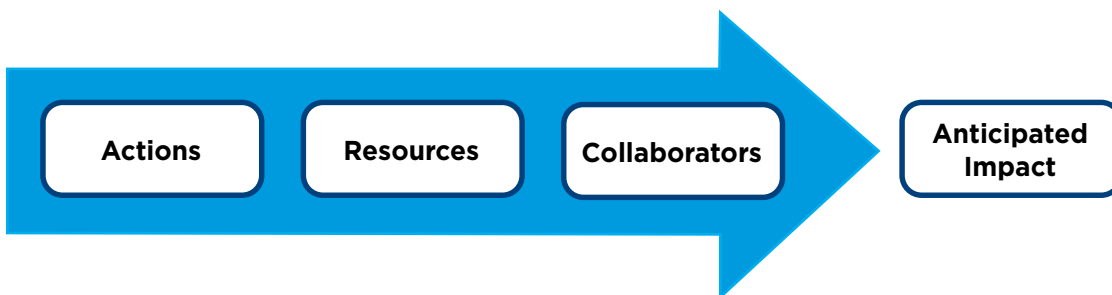 Actions
Resources
Collaborators
Anticipated
Impact